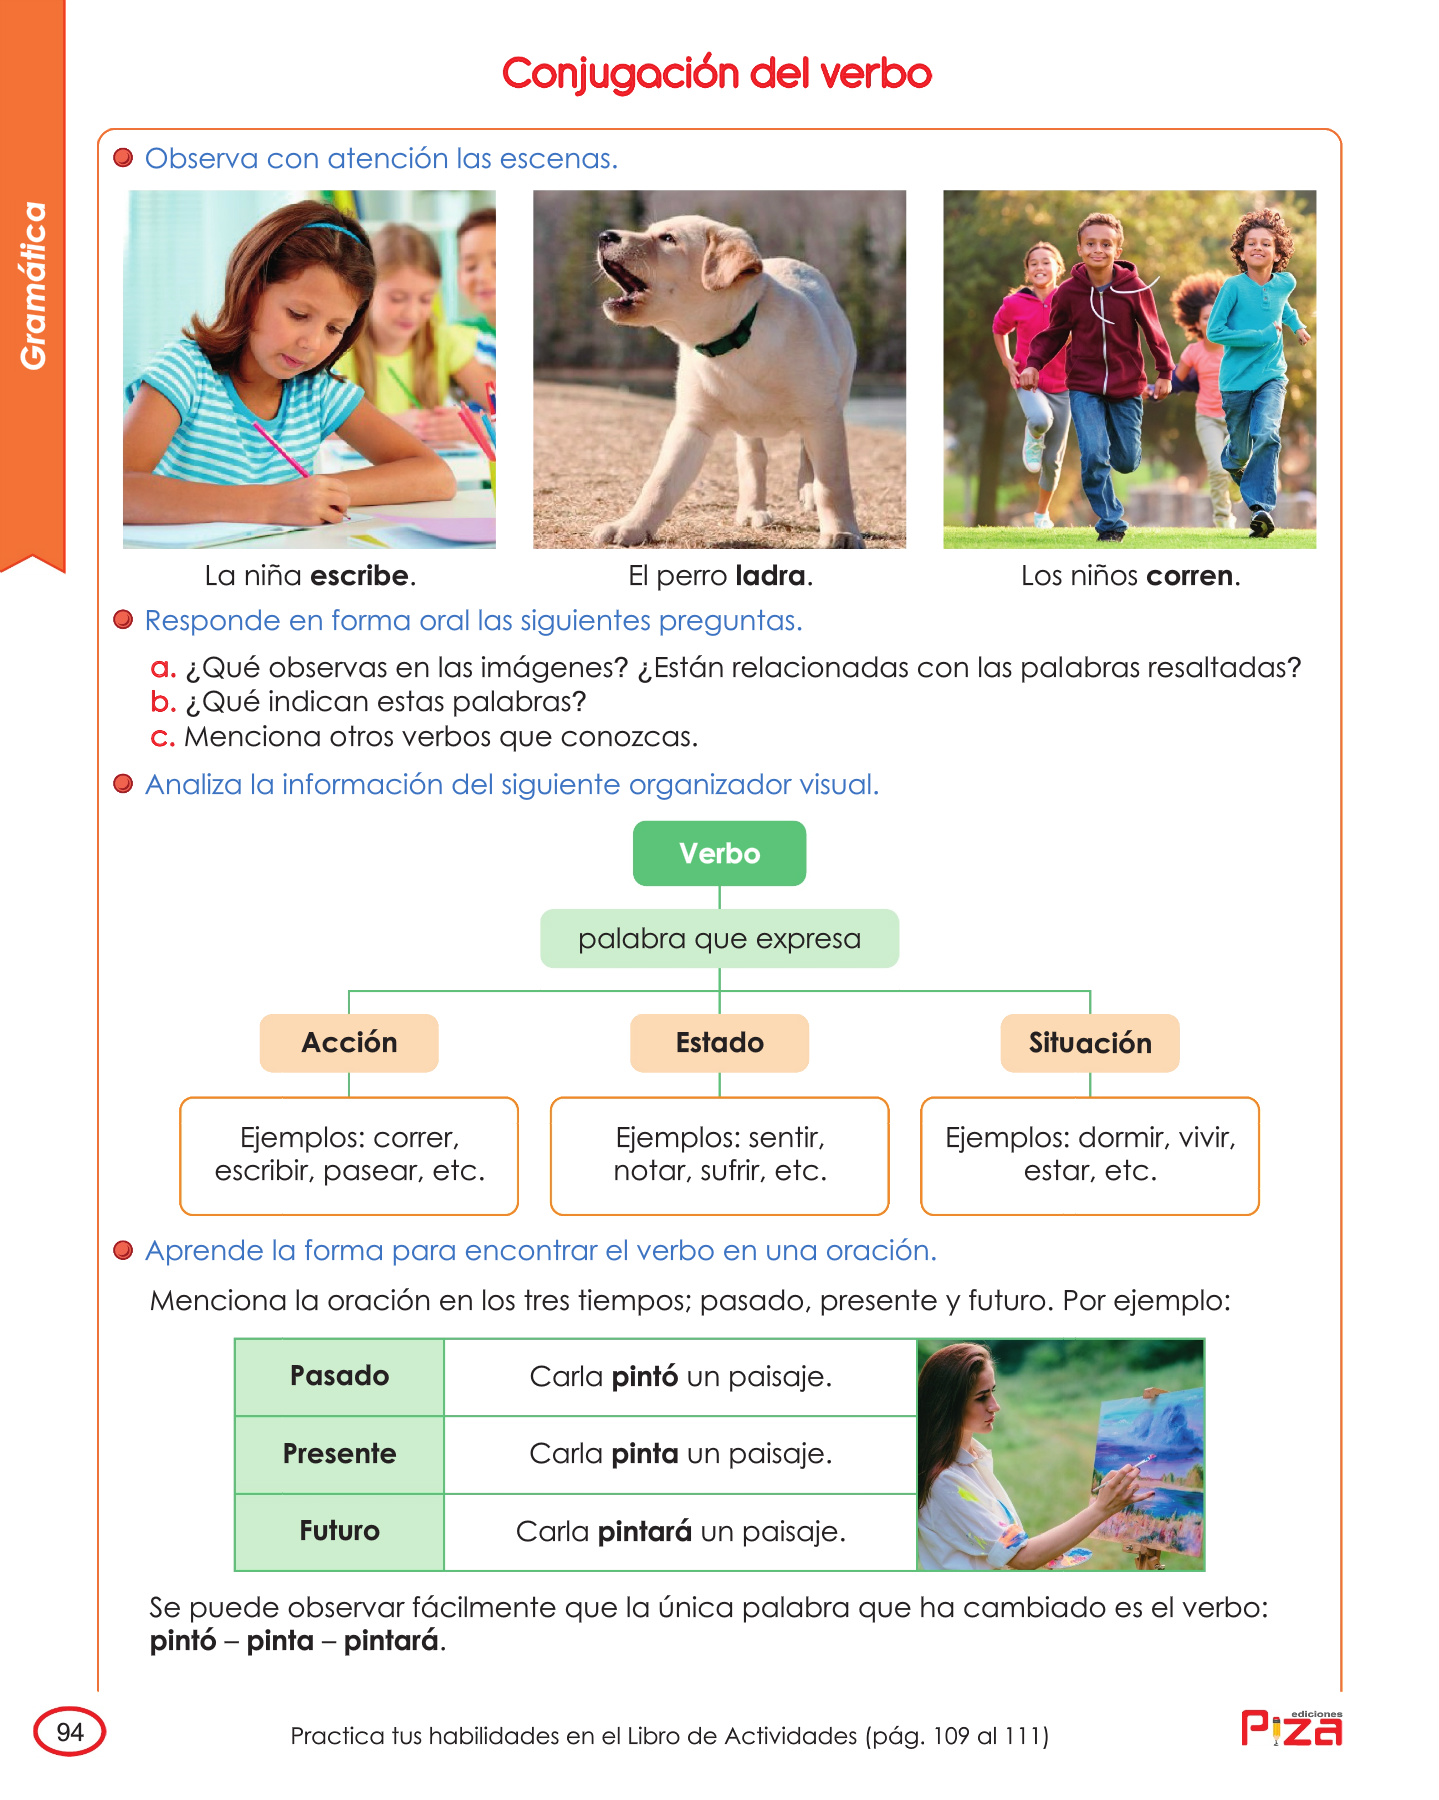 Gramática
Conjugación del verbo
Observa con atención las escenas.
La niña escribe.
El perro ladra.
Los niños corren.
Responde en forma oral las siguientes preguntas.
a. ¿Qué observas en las imágenes? ¿Están relacionadas con las palabras resaltadas?
b. ¿Qué indican estas palabras?
c. Menciona otros verbos que conozcas.
Analiza la información del siguiente organizador visual.
Verbo
palabra que expresa
Acción
Estado
Situación
Ejemplos: correr,
escribir, pasear, etc.
Ejemplos: sentir,
notar, sufrir, etc.
Ejemplos: dormir, vivir,
estar, etc.
Aprende la forma para encontrar el verbo en una oración.
Menciona la oración en los tres tiempos; pasado, presente y futuro. Por ejemplo:
Pasado
Carla pintó un paisaje.
Presente
Carla pinta un paisaje.
Futuro
Carla pintará un paisaje.
Se puede observar fácilmente que la única palabra que ha cambiado es el verbo:
pintó – pinta – pintará.
94
Practica tus habilidades en el Libro de Actividades (pág. 109 al 111)
ediciones
Piza